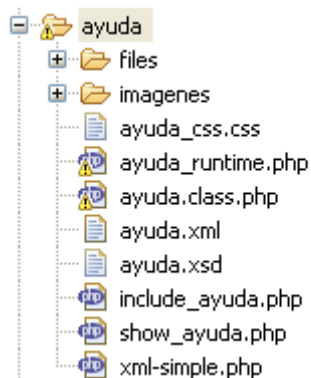 ayuda
files
imagenes
ayuda_css.css
ayuda_runtime.php
ayuda.class.php
ayuda.xml
ayuda.xsd
include_ayuda.php
show_ayuda.php
xml-simple.php